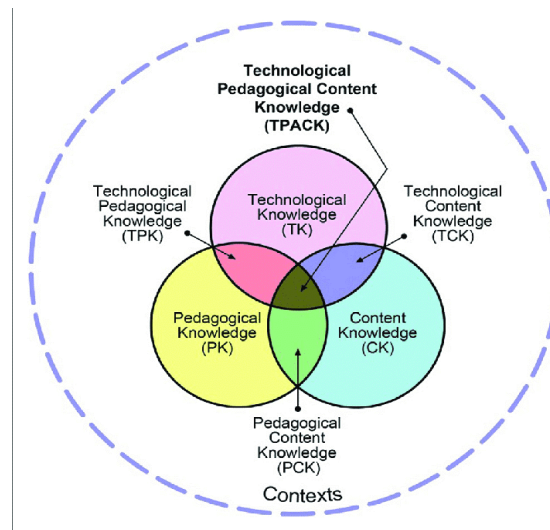 Technological
Pedagogical Content
Knowledge
(TPACK)
Technological
Pedagogical
Knowledge
(TPK)
Technological
Knowledge
(TK)
Technological
Content
Knowledge
(TCK)
Pedagogical
Knowledge
(PK)
Content
Knowledge
(CK)
Pedagogical
Content
Knowledge
(PCK)
Contexts